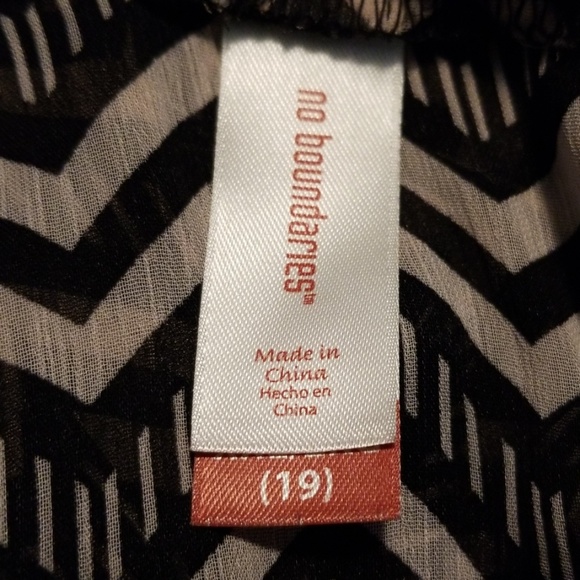 no boundaries™
Made in
China
Hecho en
China
(19)